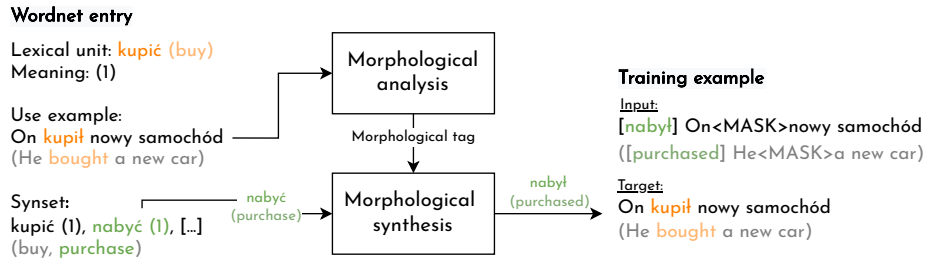 Wordnet entry
Lexical unit: kupić (buy)
Meaning: (1)
Use example:
On kupił nowy samochód
(He bought a new car)
Synset:
kupić (1), nabyć (1), [...]
(buy, purchase)
nabyć
(purchase)
Morphological
analysis
Morphological tag
Morphological
synthesis
nabył
(purchased)
Training example
Input:
[nabył] On<MASK>nowy samochód
([purchased] He<MASK>a new car)
Target:
On kupił nowy samochód
(He bought a new car)